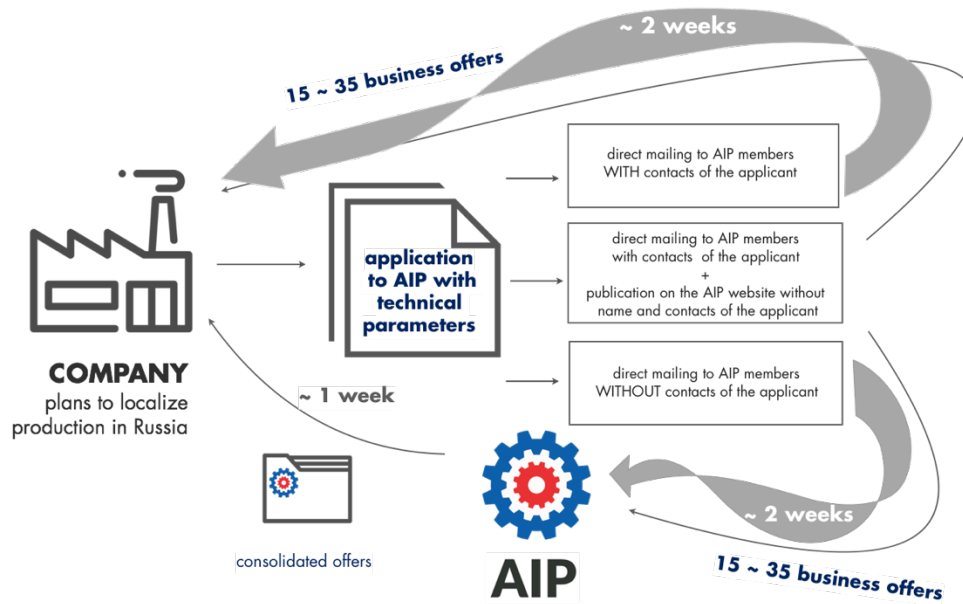 ~ 2 weeks
15 ~ 35 business offers
direct mailing to AIP members
WITH contacts of the applicant
application
to AIP with
technical
parameters
direct mailing to AIP members
with contacts of the applicant
+
publication on the AIP website without
name and contacts of the applicant
COMPANY
plans to localize
production in Russia
~ 1 week
direct mailing to AIP members
WITHOUT contacts of the applicant
consolidated offers
AIP
~ 2 weeks
15 ~ 35 business offers